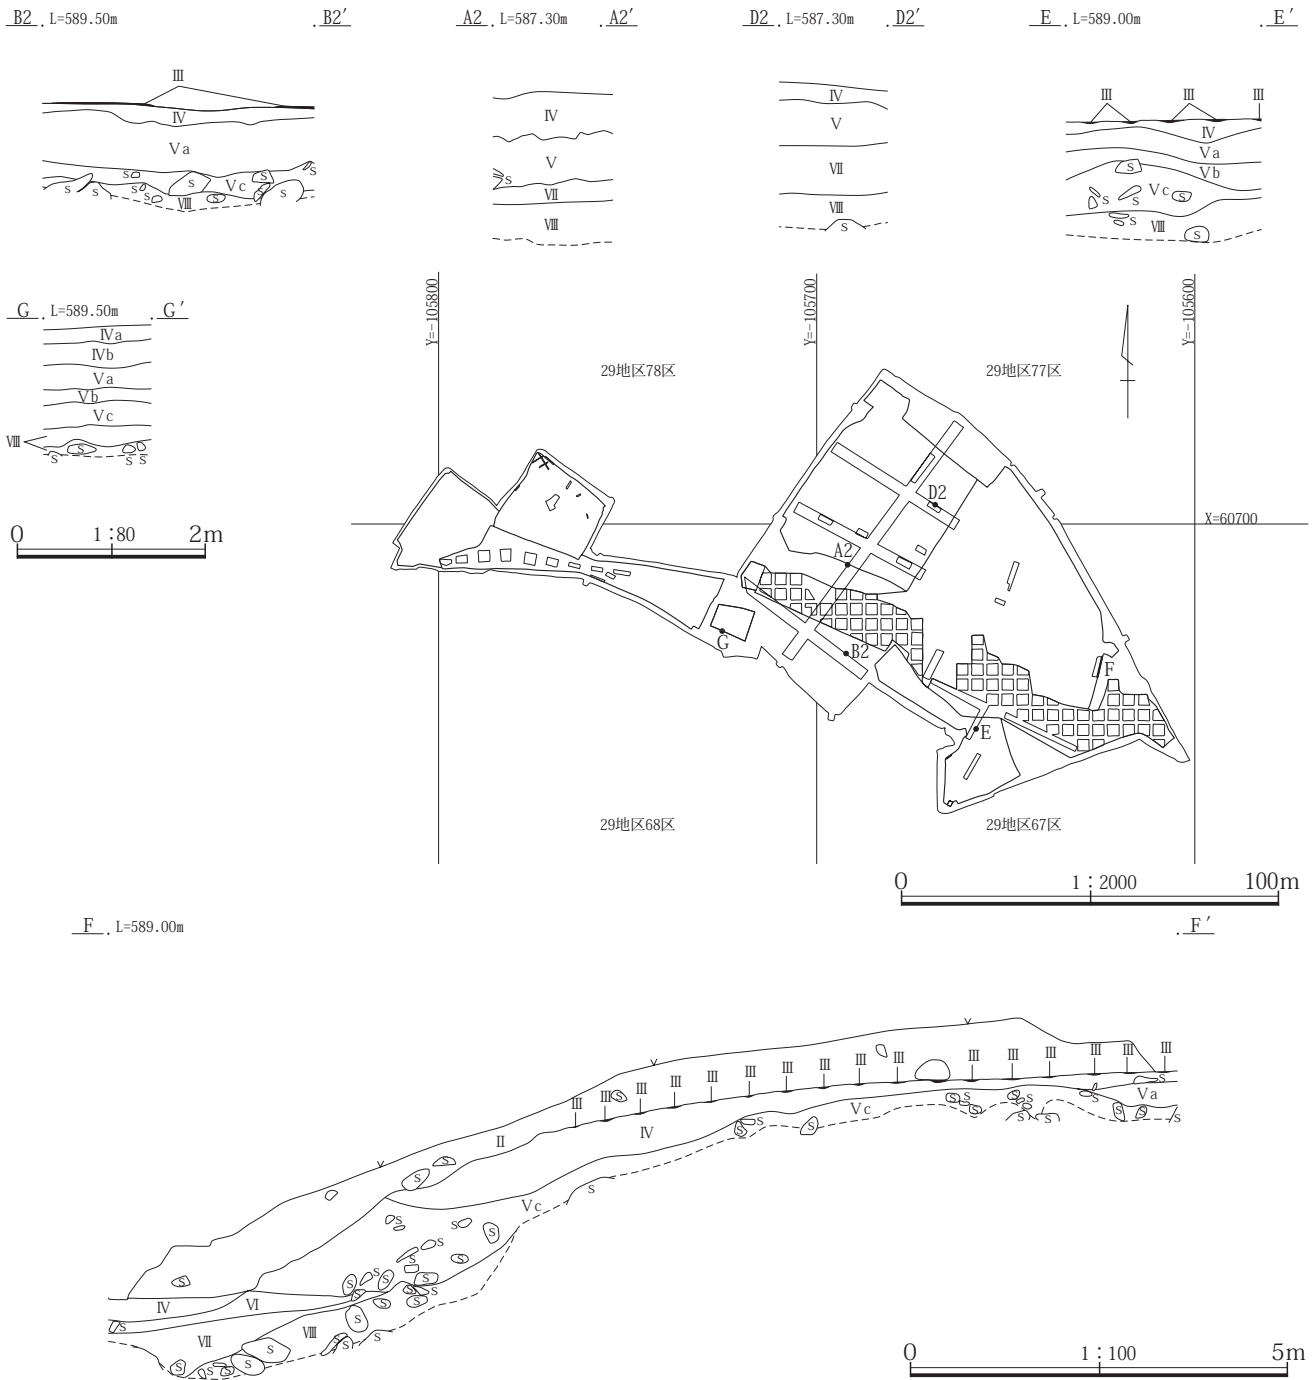 B2 . L=589.50m . B2′ A2 . L=587.30m . A2′ D2 . L=587.30m . D2′ E . L=589.00m . E′
Ⅲ
Ⅳ
Ⅴa
s s s s s s s s s s s s
Ⅴc
Ⅷ
Ⅳ
Ⅴ
s
Ⅶ
Ⅷ
Ⅳ
Ⅴ
Ⅶ
Ⅷ
s
Ⅲ Ⅲ Ⅲ
Ⅳ
Ⅴa
s Ⅴb
s s Ⅴc s
s
Ⅷ s
G . L=589.50m . G′
Ⅳa
Ⅳb
Ⅴa
Ⅴb
Ⅴc
Ⅷ
s s s s
0 1:80 2m
Y=-105800
Y=-105700
Y=-105600
29地区78区
29地区77区
X=60700
D2
A2
G
B2
F
E
29地区68区
29地区67区
0 1:2000 100m
F . L=589.00m . F′
Ⅲ Ⅲ Ⅲ Ⅲ Ⅲ Ⅲ Ⅲ Ⅲ Ⅲ Ⅲ Ⅲ Ⅲ Ⅲ Ⅲ Ⅲ Ⅲ
Ⅱ
Ⅳ
Ⅴc
Ⅴa
Ⅴc
Ⅳ
Ⅵ
Ⅶ
Ⅷ
s s s s s s s s s s s s
0 1:100 5m